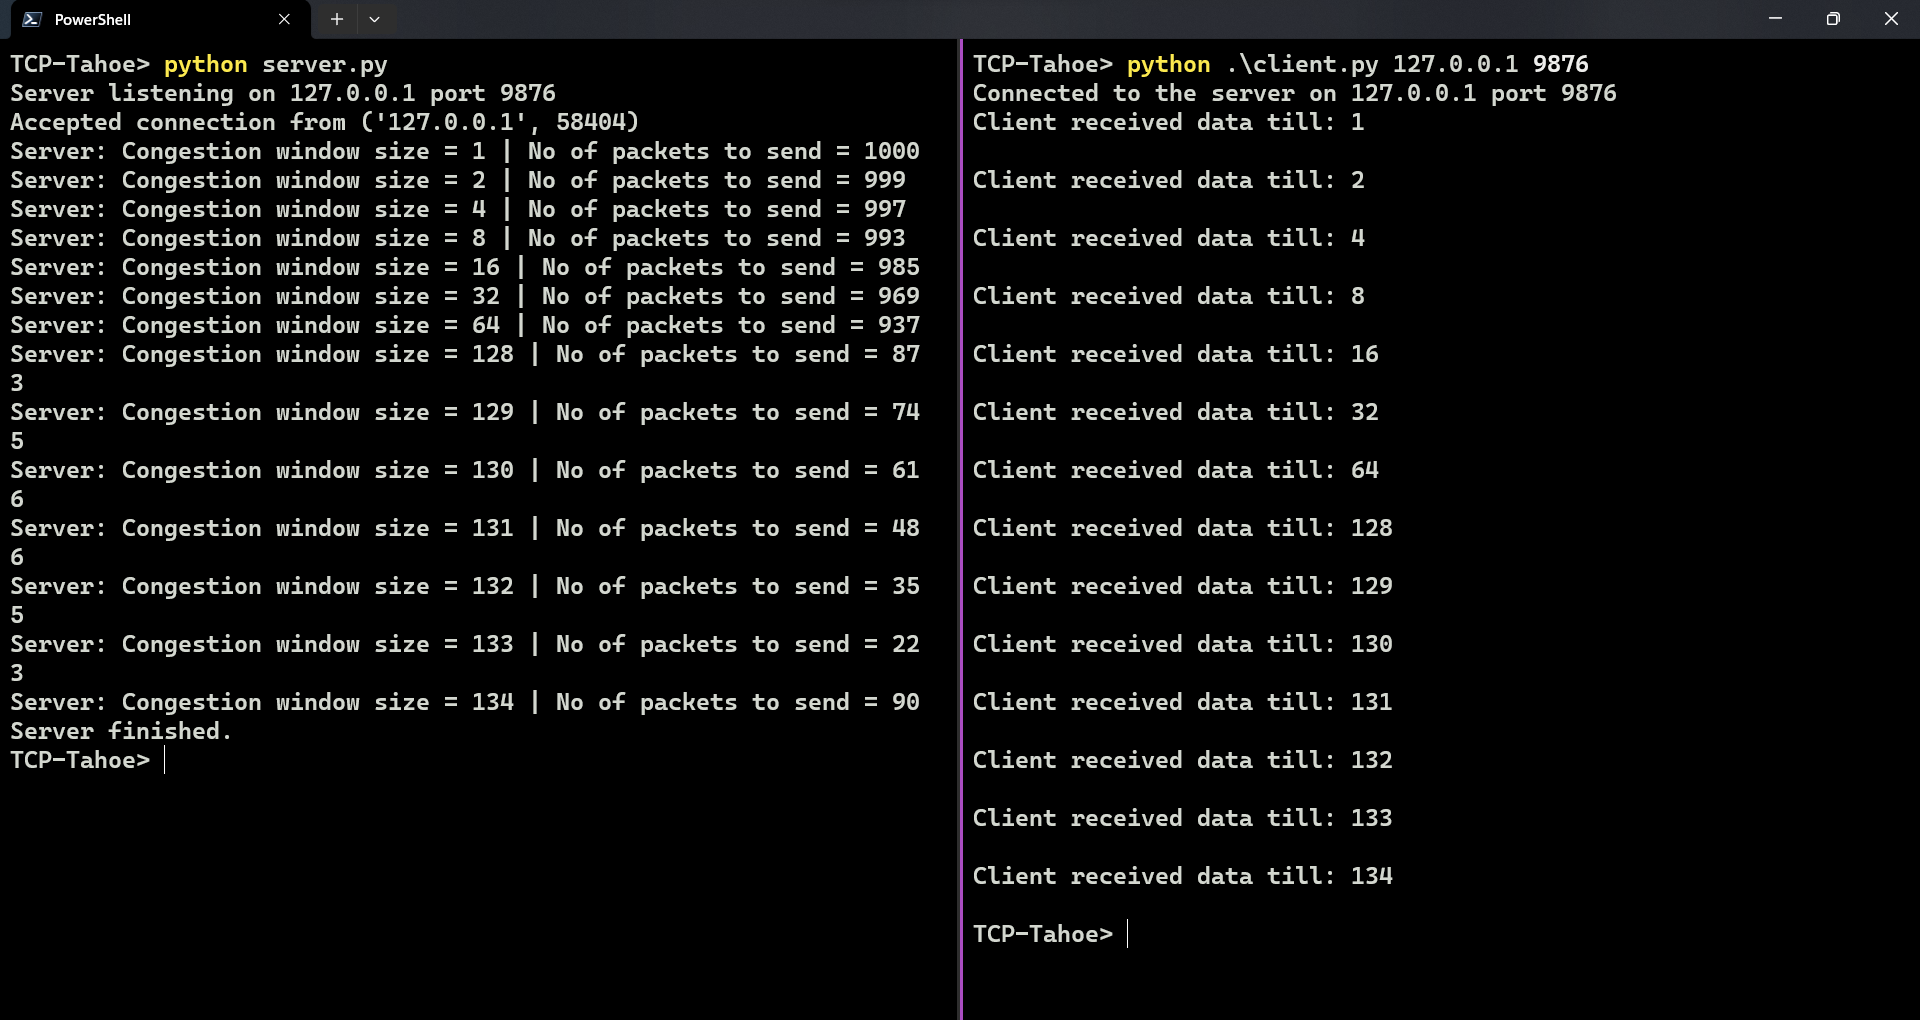 PowerShell
TCP-Tahoe> python server.py
Server listening on 127.0.0.1 port 9876
Accepted connection from ('127.0.0.1', 58404)
Server: Congestion window size = 1 | No of packets to send = 1000
Server: Congestion window size = 2 | No of packets to send = 999
Server: Congestion window size = 4 | No of packets to send = 997
Server: Congestion window size = 8 | No of packets to send = 993
Server: Congestion window size = 16 | No of packets to send = 985
Server: Congestion window size = 32 | No of packets to send = 969
Server: Congestion window size = 64 | No of packets to send = 937
Server: Congestion window size = 128 | No of packets to send = 87
3
Server: Congestion window size = 129 | No of packets to send = 74
5
Server: Congestion window size = 130 | No of packets to send = 61
6
Server: Congestion window size = 131 | No of packets to send = 48
6
Server: Congestion window size = 132 | No of packets to send = 35
5
Server: Congestion window size = 133 | No of packets to send = 22
3
Server: Congestion window size = 134 | No of packets to send = 90
Server finished.
TCP-Tahoe>
TCP-Tahoe> python .\client.py 127.0.0.1 9876
Connected to the server on 127.0.0.1 port 9876
Client received data till: 1
Client received data till: 2
Client received data till: 4
Client received data till: 8
Client received data till: 16
Client received data till: 32
Client received data till: 64
Client received data till: 128
Client received data till: 129
Client received data till: 130
Client received data till: 131
Client received data till: 132
Client received data till: 133
Client received data till: 134
TCP-Tahoe>